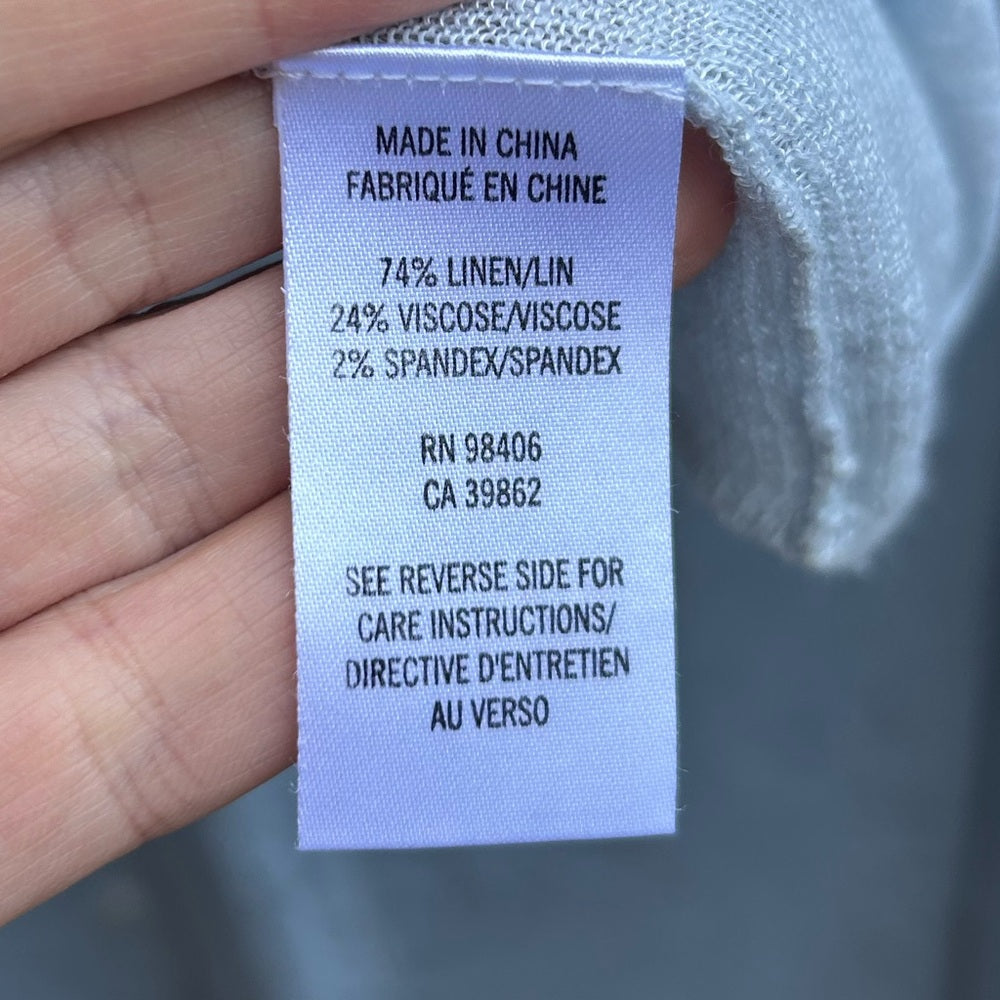 MADE IN CHINA
FABRIQUÉ EN CHINE
74% LINEN/LIN
24% VISCOSE/VISCOSE
2% SPANDEX/SPANDEX
RN 98406
CA 39862
SEE REVERSE SIDE FOR
CARE INSTRUCTIONS/
DIRECTIVE D'ENTRETIEN
AU VERSO